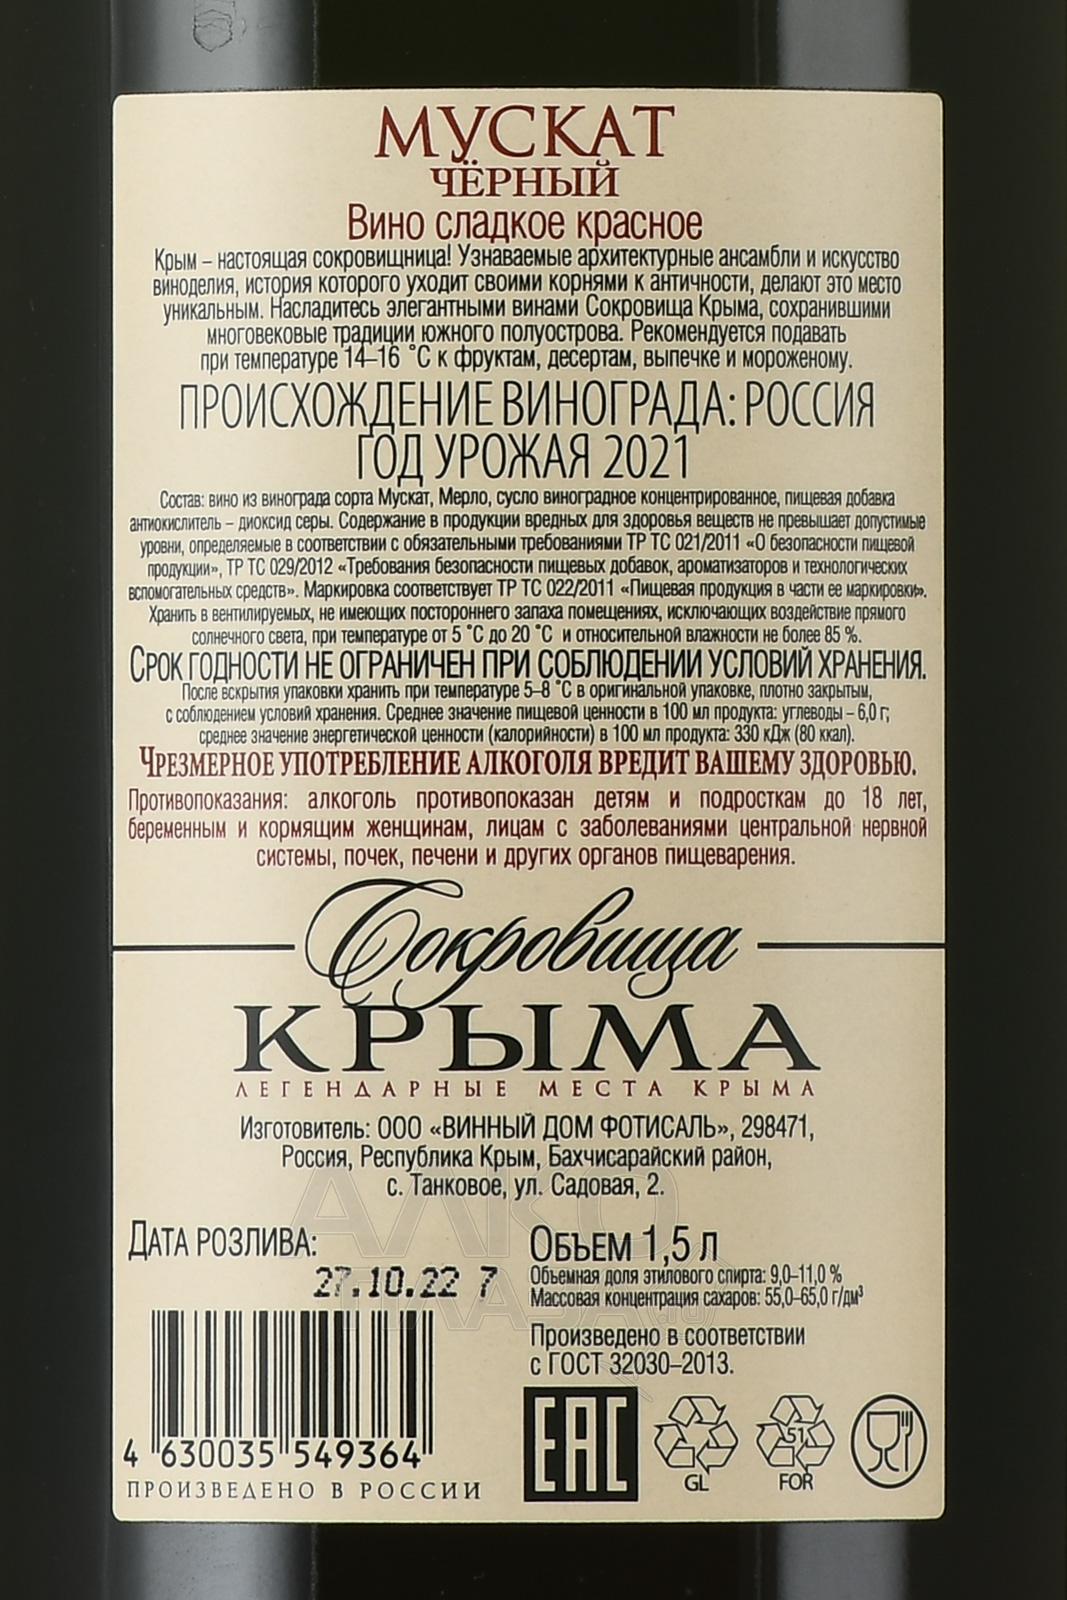 МУСКАТ
ЧЁРНЫЙ
Вино сладкое красное
Крым – настоящая сокровищница! Узнаваемые архитектурные ансамбли и искусство
виноделия, история которого уходит своими корнями к античности, делают это место
уникальным. Насладитесь элегантными винами Сокровища Крыма, сохранившими
многовековые традиции южного полуострова. Рекомендуется подавать
при температуре 14–16 °С к фруктам, десертам, выпечке и мороженому.
ПРОИСХОЖДЕНИЕ ВИНОГРАДА: РОССИЯ
ГОД УРОЖАЯ 2021
Состав: вино из винограда сорта Мускат, Мерло, сусло виноградное концентрированное, пищевая добавка
антиокислитель – диоксид серы. Содержание в продукции вредных для здоровья веществ не превышает допустимые
уровни, определяемые в соответствии с обязательными требованиями ТР ТС 021/2011 «О безопасности пищевой
продукции», ТР ТС 029/2012 «Требования безопасности пищевых добавок, ароматизаторов и технологических
вспомогательных средств». Маркировка соответствует ТР ТС 022/2011 «Пищевая продукция в части ее маркировки».
Хранить в вентилируемых, не имеющих постороннего запаха помещениях, исключающих воздействие прямого
солнечного света, при температуре от 5 °С до 20 °С и относительной влажности не более 85 %.
СРОК ГОДНОСТИ НЕ ОГРАНИЧЕН ПРИ СОБЛЮДЕНИИ УСЛОВИЙ ХРАНЕНИЯ.
После вскрытия упаковки хранить при температуре 5–8 °С в оригинальной упаковке, плотно закрытым,
с соблюдением условий хранения. Среднее значение пищевой ценности в 100 мл продукта: углеводы – 6,0 г;
среднее значение энергетической ценности (калорийности) в 100 мл продукта: 330 кДж (80 ккал).
ЧРЕЗМЕРНОЕ УПОТРЕБЛЕНИЕ АЛКОГОЛЯ ВРЕДИТ ВАШЕМУ ЗДОРОВЬЮ.
Противопоказания: алкоголь противопоказан детям и подросткам до 18 лет,
беременным и кормящим женщинам, лицам с заболеваниями центральной нервной
системы, почек, печени и других органов пищеварения.
Сокровища
КРЫМА
ЛЕГЕНДАРНЫЕ МЕСТА КРЫМА
Изготовитель: ООО «ВИННЫЙ ДОМ ФОТИСАЛЬ», 298471,
Россия, Республика Крым, Бахчисарайский район,
с. Танковое, ул. Садовая, 2.
АЛКО
ПЛАЗА.RU
ДАТА РОЗЛИВА:
27.10.22 7
ОБЪЕМ 1,5 л
Объемная доля этилового спирта: 9,0–11,0 %
Массовая концентрация сахаров: 55,0–65,0 г/дм³
Произведено в соответствии
с ГОСТ 32030–2013.
4 630035 549364
ПРОИЗВЕДЕНО В РОССИИ
EAC
GL
51
FOR